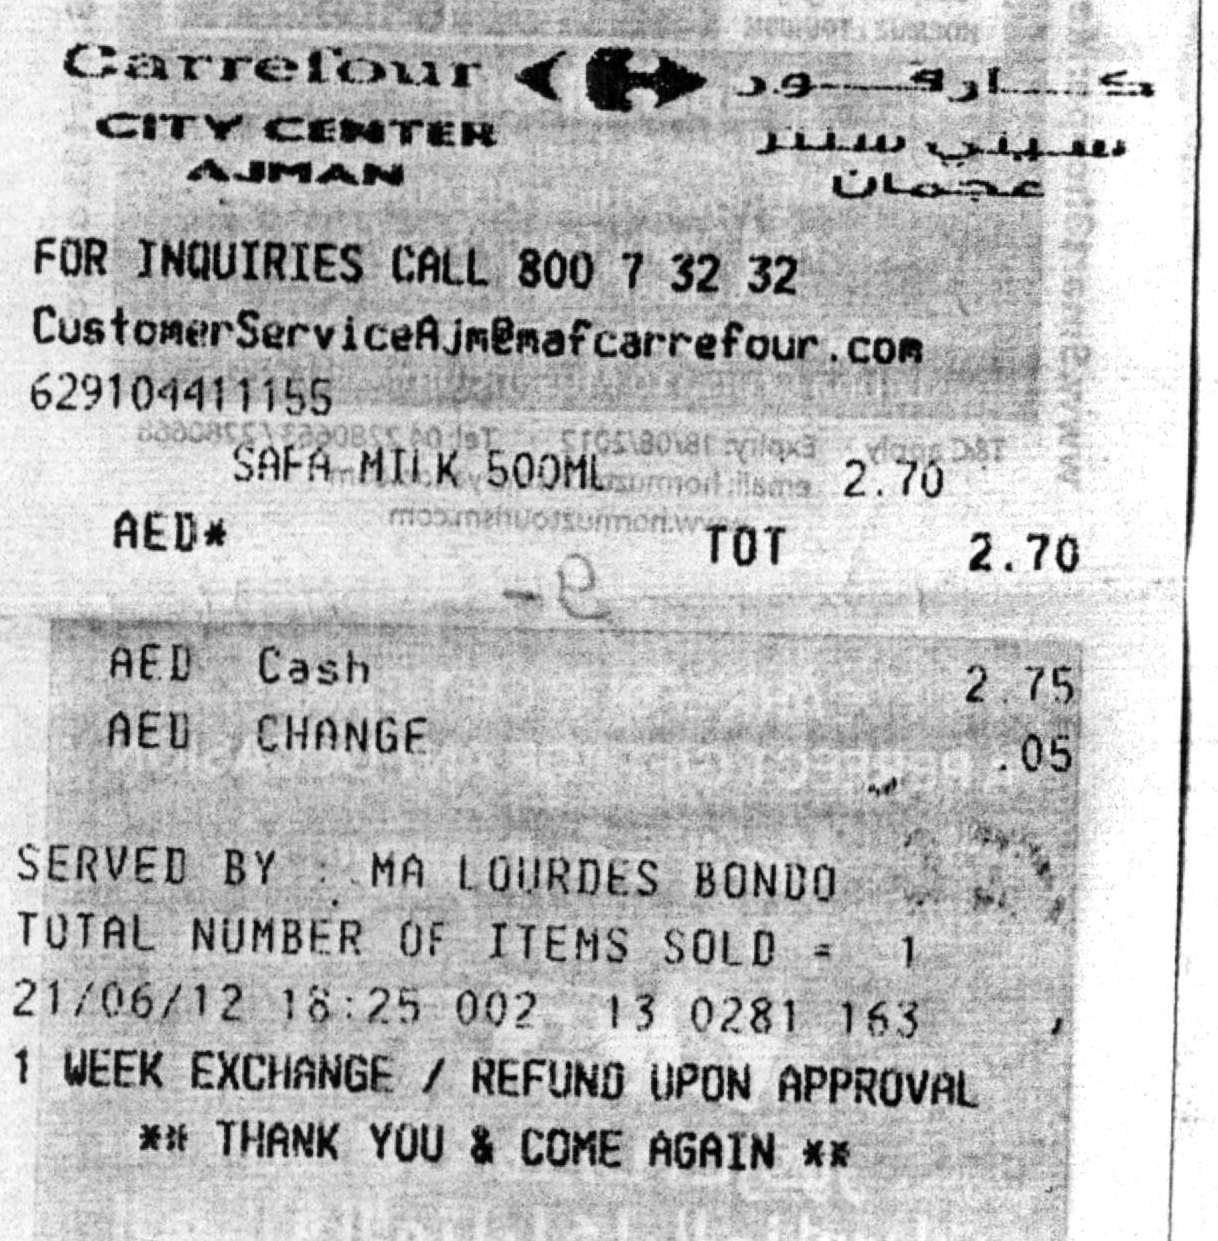 Carrefour كارفور
CITY CENTER سيتي سنتر
AJMAN عجمان
FOR INQUIRIES CALL 800 7 32 32
CustomerServiceAjm@mafcarrefour.com
629104411155
SAFA MILK 500ML 2.70
AED* TOT 2.70
AED Cash 2.75
AED CHANGE .05
SERVED BY : MA LOURDES BONDO
TOTAL NUMBER OF ITEMS SOLD = 1
21/06/12 18:25 002 13 0281 163
1 WEEK EXCHANGE / REFUND UPON APPROVAL
** THANK YOU & COME AGAIN **